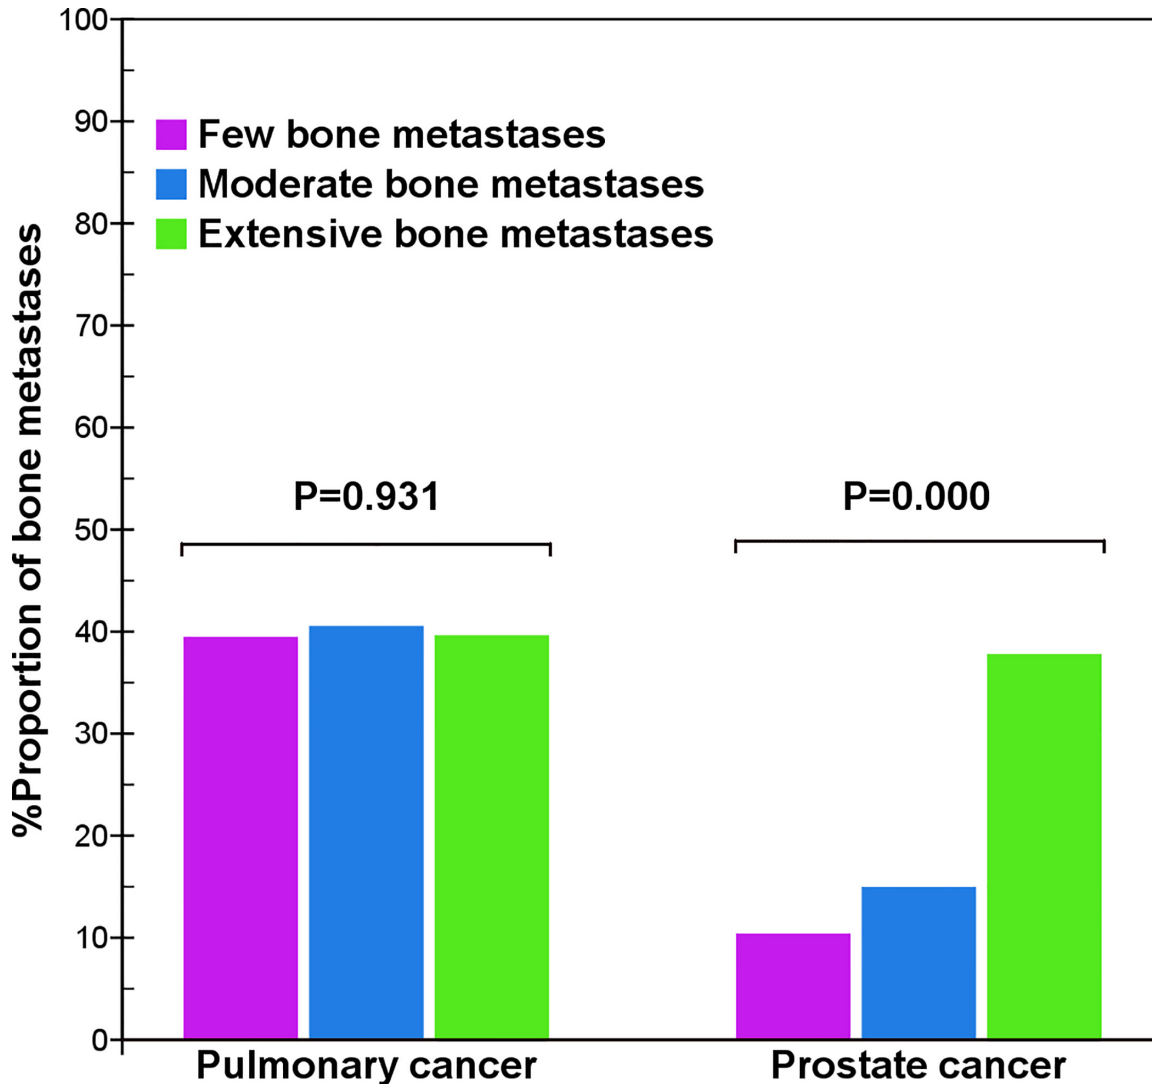 %Proportion of bone metastases
100
90
80
70
60
50
40
30
20
10
0
Few bone metastases
Moderate bone metastases
Extensive bone metastases
P=0.931
P=0.000
Pulmonary cancer
Prostate cancer